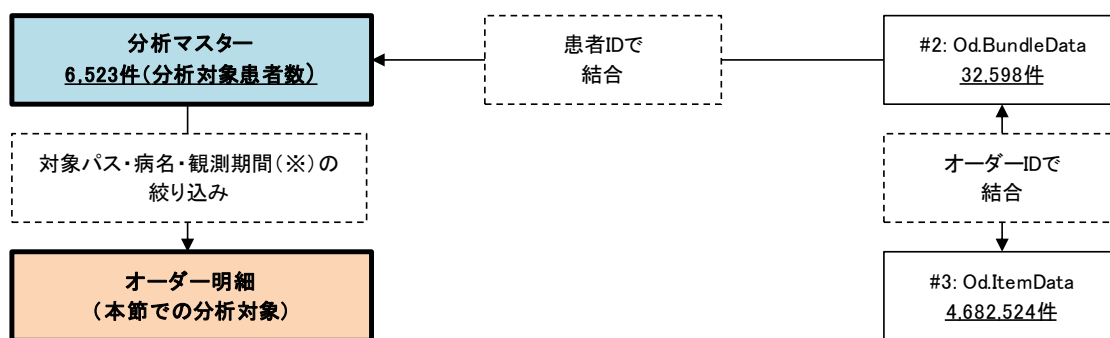 分析マスター
6,523件(分析対象患者数)
患者IDで
結合
#2: Od.BundleData
32,598件
対象パス・病名・観測期間(※)の
絞り込み
オーダーIDで
結合
オーダー明細
(本節での分析対象)
#3: Od.ItemData
4,682,524件